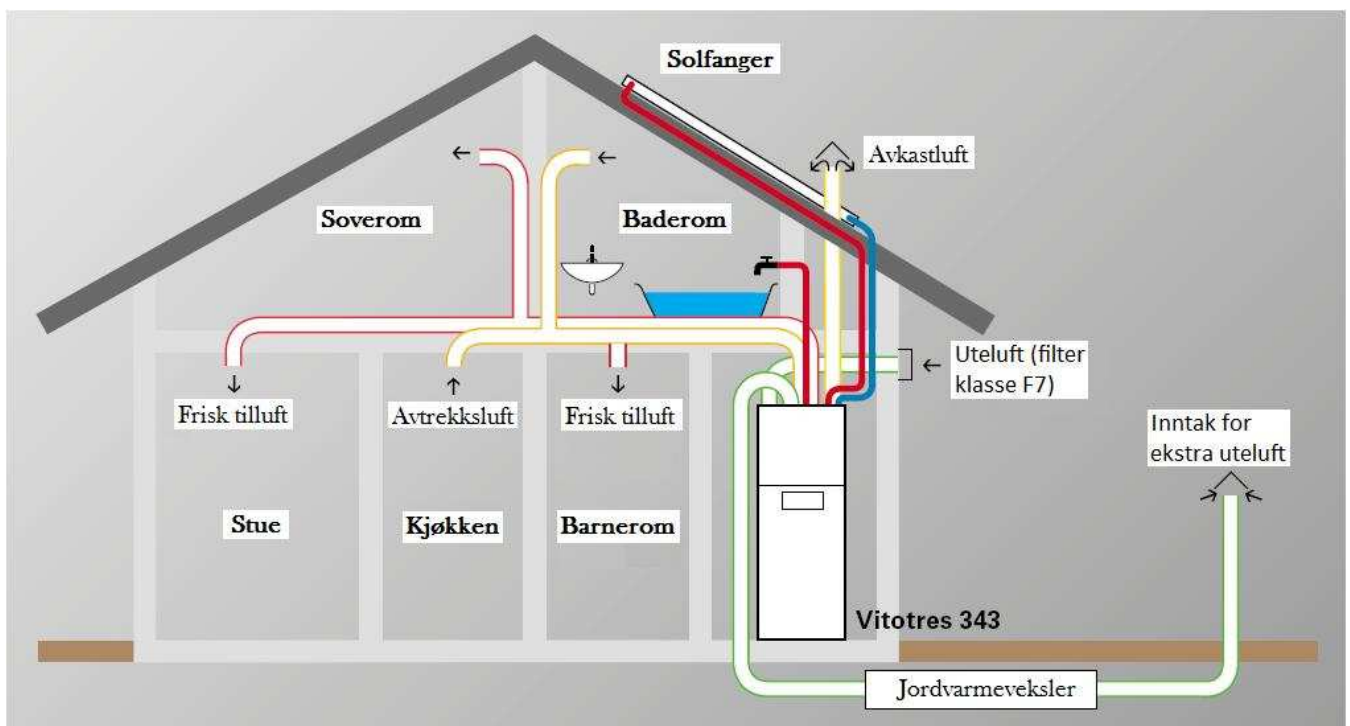 Solfanger
Avkastluft
Soverom
Baderom
Uteluft (filter
klasse F7)
Frisk tilluft
Avtrekksluft
Frisk tilluft
Inntak for
ekstra uteluft
Stue
Kjøkken
Barnerom
Vitotres 343
Jordvarmeveksler